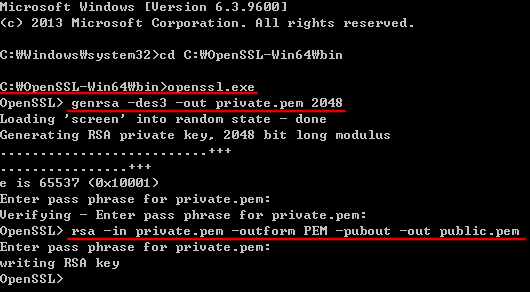 Microsoft Windows [Version 6.3.9600]
(c) 2013 Microsoft Corporation. All rights reserved.
C:₩Windows₩system32>cd C:₩OpenSSL-Win64₩bin
C:₩OpenSSL-Win64₩bin>openssl.exe
OpenSSL> genrsa -des3 -out private.pem 2048
Loading 'screen' into random state - done
Generating RSA private key, 2048 bit long modulus
..........................+++
................+++
e is 65537 (0x10001)
Enter pass phrase for private.pem:
Verifying - Enter pass phrase for private.pem:
OpenSSL> rsa -in private.pem -outform PEM -pubout -out public.pem
Enter pass phrase for private.pem:
writing RSA key
OpenSSL>